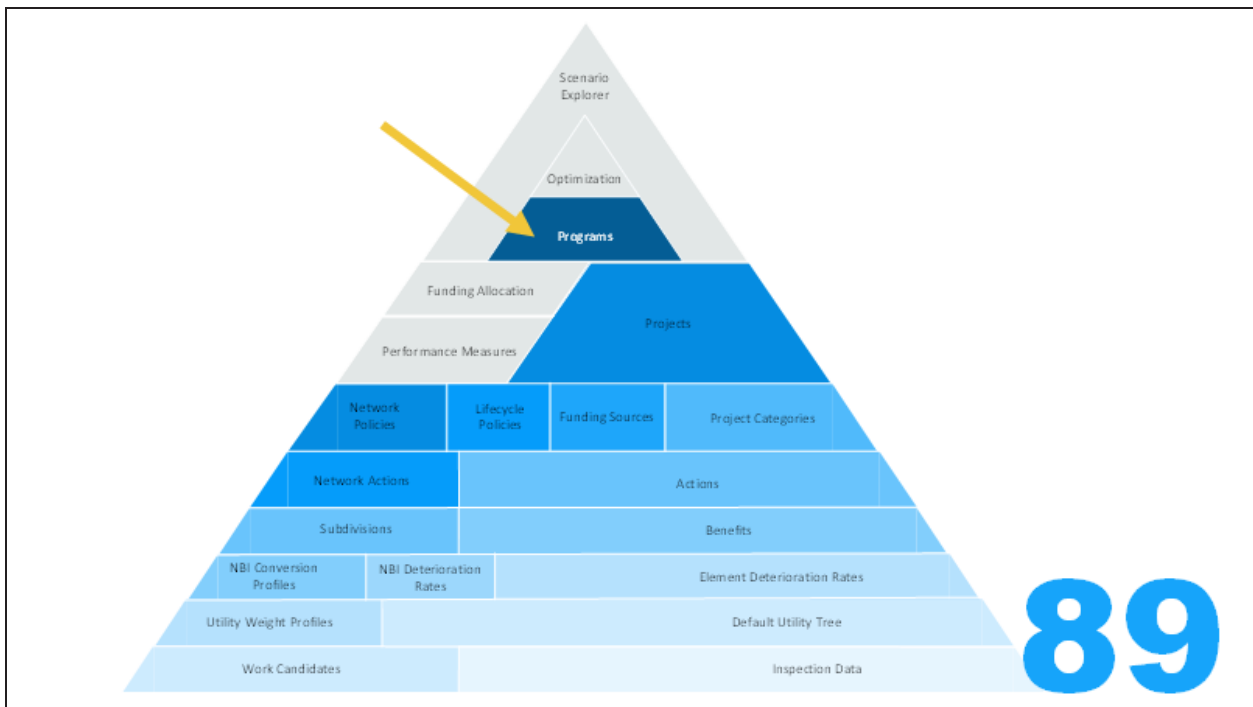 Scenario
Explorer
Optimization
Programs
Funding Allocation
Projects
Performance Measures
Network
Policies
Lifecycle
Policies
Funding Sources
Project Categories
Network Actions
Actions
Subdivisions
Benefits
NBI Conversion
Profiles
NBI Deterioration
Rates
Element Deterioration Rates
Utility Weight Profiles
Default Utility Tree
Work Candidates
Inspection Data
89